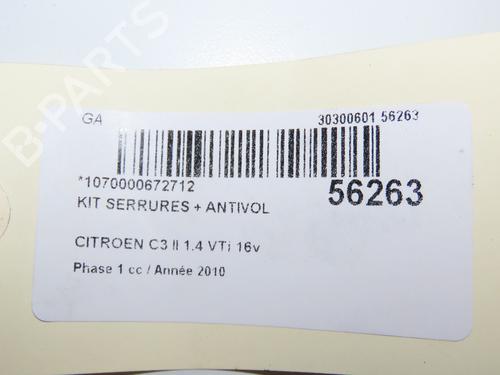 GA 30300601 56263
*1070000672712 56263
KIT SERRURES + ANTIVOL
CITROEN C3 II 1.4 VTi 16v
Phase 1 cc / Année 2010
B-PARTS